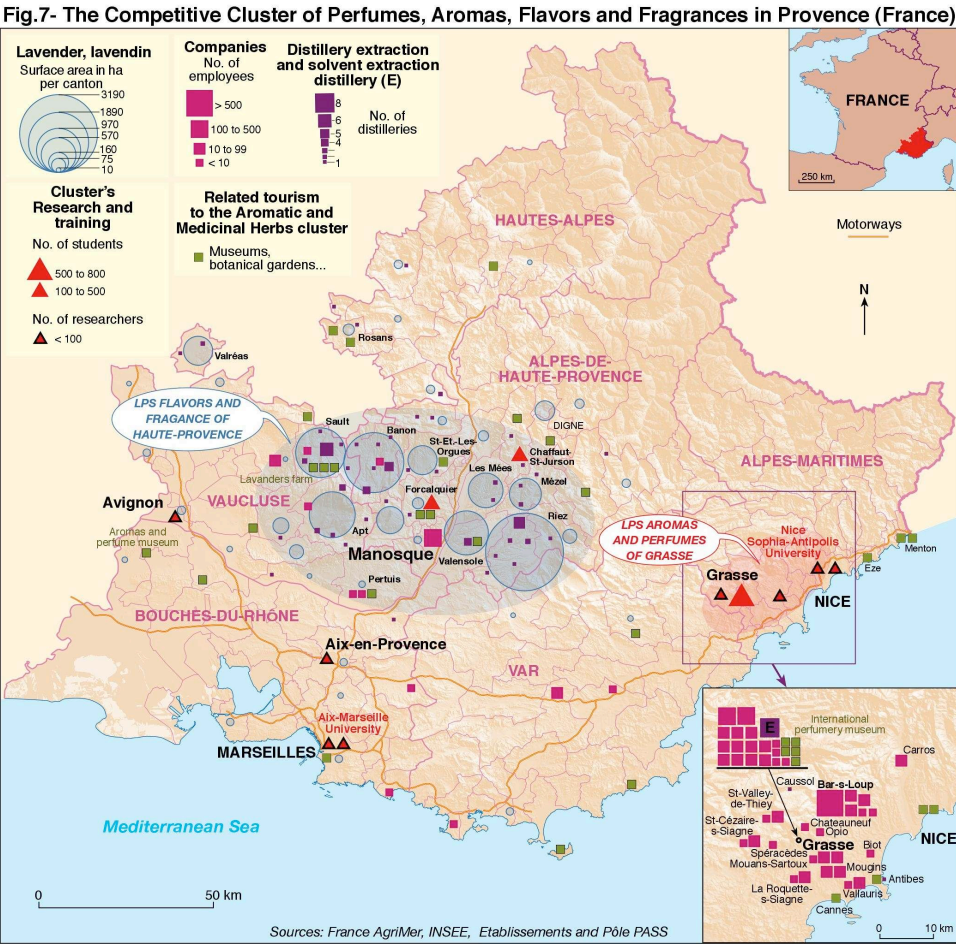 Fig.7- The Competitive Cluster of Perfumes, Aromas, Flavors and Fragrances in Provence (France)
Lavender, lavendin
Surface area in ha
per canton
3190
1890
970
570
160
75
10
Companies
No. of
employees
> 500
100 to 500
10 to 99
< 10
Distillery extraction
and solvent extraction
distillery (E)
8
6
5
4
1
No. of
distilleries
Cluster's
Research and
training
No. of students
500 to 800
100 to 500
No. of researchers
< 100
Related tourism
to the Aromatic and
Medicinal Herbs cluster
Museums,
botanical gardens...
FRANCE
250 km
Motorways
N
HAUTES-ALPES
Rosans
Valréas
ALPES-DE-
HAUTE-PROVENCE
LPS FLAVORS AND
FRAGANCE OF
HAUTE-PROVENCE
Sault
Banon
St-Et.-Les-
Orgues
DIGNE
Chaffaut-
St-Jurson
Les Mées
Mézel
Lavanders farm
Forcalquier
ALPES-MARITIMES
Avignon
VAUCLUSE
Aromas and
perfume museum
Apt
Riez
Manosque
Valensole
Pertuis
LPS AROMAS
AND PERFUMES
OF GRASSE
Nice
Sophia-Antipolis
University
Menton
Eze
Grasse
NICE
BOUCHES-DU-RHÔNE
Aix-en-Provence
VAR
Aix-Marseille
University
MARSEILLES
Mediterranean Sea
E
International
perfumery museum
Carros
Caussol
Bar-s-Loup
St-Valley-
de-Thiey
St-Cézaire-
s-Siagne
Chateauneuf
Opio
NICE
Grasse
Biot
Spéracèdes
Mouans-Sartoux
Mougins
Antibes
La Roquette-
s-Siagne
Vallauris
Cannes
0 10 km
0 50 km
Sources: France AgriMer, INSEE, Etablissements and Pôle PASS